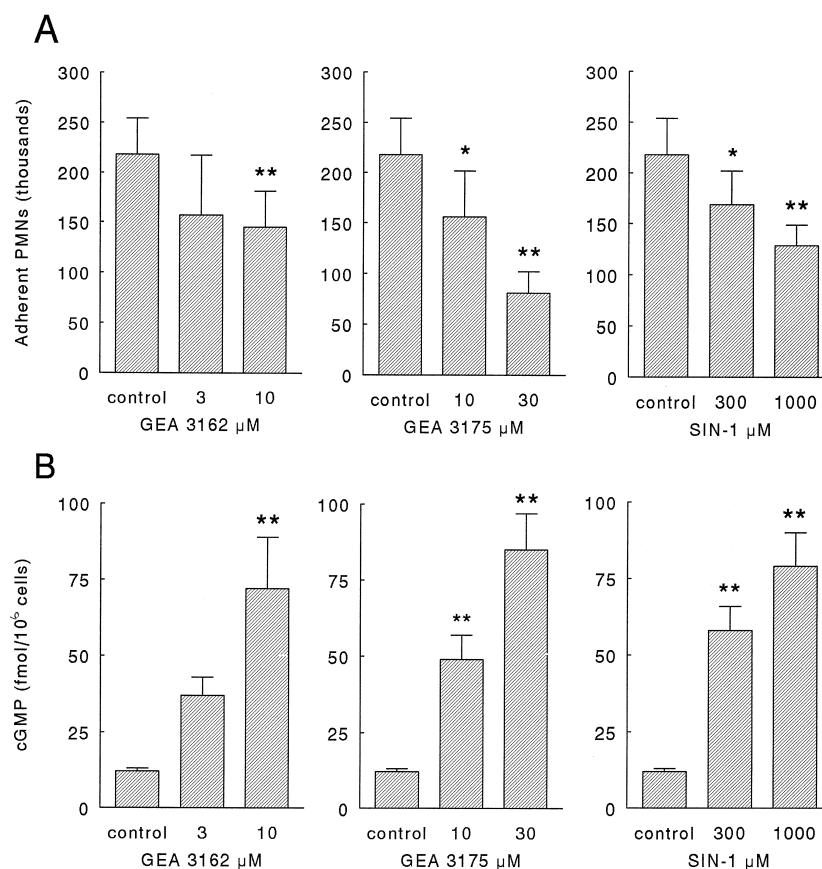 A
Adherent PMNs (thousands)
300 300 300
250 250 250
200 200 200
150 150 150
100 100 100
50 50 50
0 0 0
** * ** * **
control 3 10 control 10 30 control 300 1000
GEA 3162 µM GEA 3175 µM SIN-1 µM
B
cGMP (fmol/10⁶ cells)
100 100 100
75 75 75
50 50 50
25 25 25
0 0 0
** ** ** ** **
control 3 10 control 10 30 control 300 1000
GEA 3162 µM GEA 3175 µM SIN-1 µM